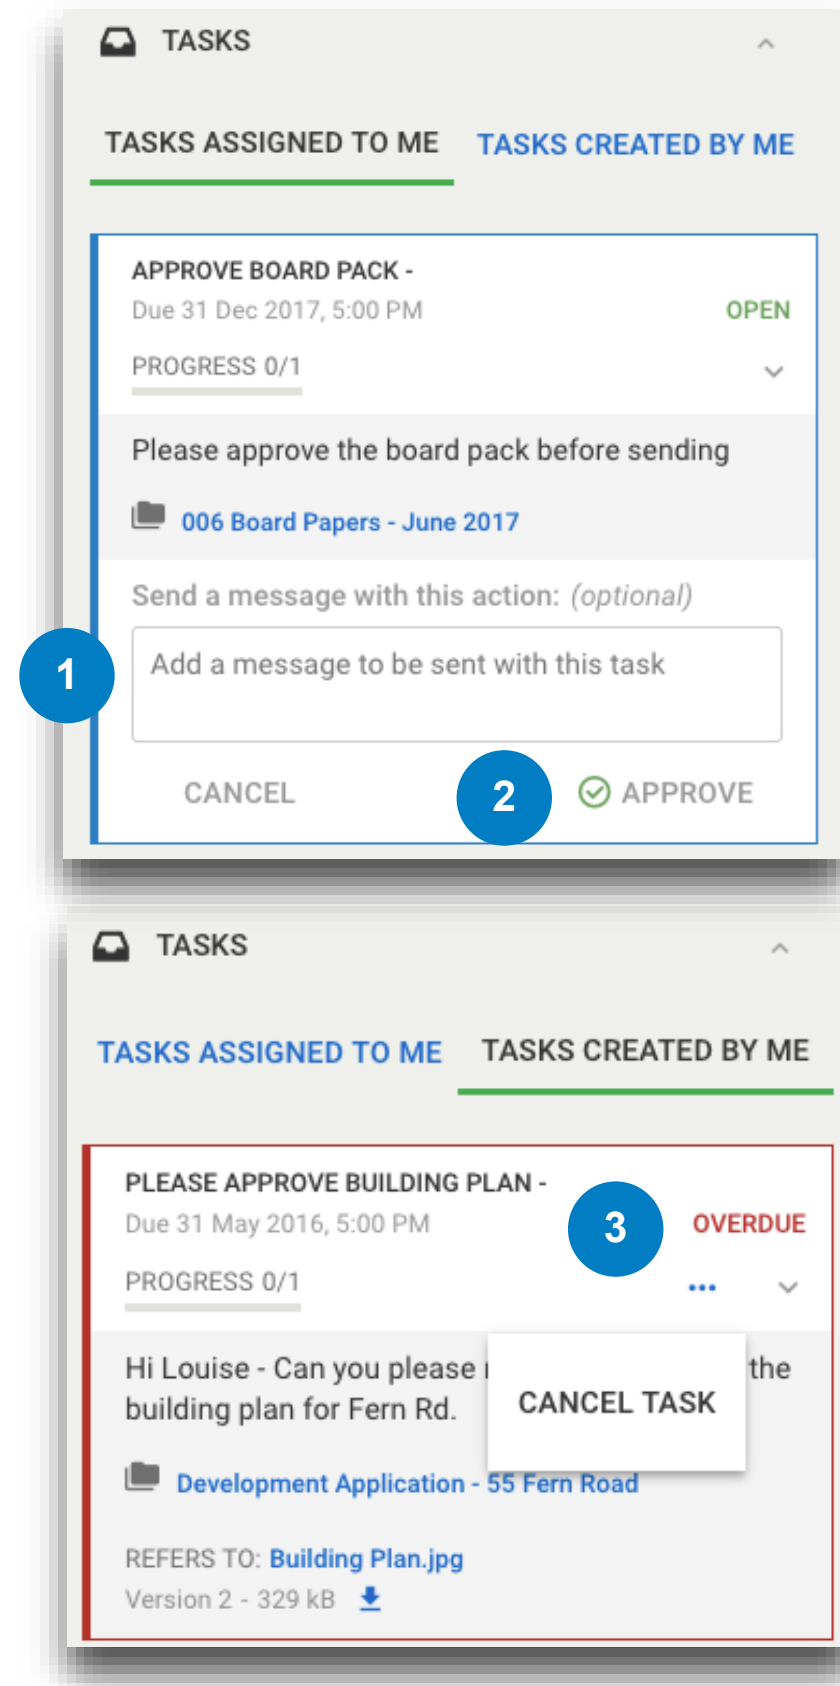 TASKS
TASKS ASSIGNED TO ME TASKS CREATED BY ME
APPROVE BOARD PACK -
Due 31 Dec 2017, 5:00 PM OPEN
PROGRESS 0/1
Please approve the board pack before sending
006 Board Papers - June 2017
Send a message with this action: (optional)
1 Add a message to be sent with this task
CANCEL 2 APPROVE
TASKS
TASKS ASSIGNED TO ME TASKS CREATED BY ME
PLEASE APPROVE BUILDING PLAN -
Due 31 May 2016, 5:00 PM 3 OVERDUE
PROGRESS 0/1 •••
Hi Louise - Can you please the
building plan for Fern Rd. CANCEL TASK
Development Application - 55 Fern Road
REFERS TO: Building Plan.jpg
Version 2 - 329 kB